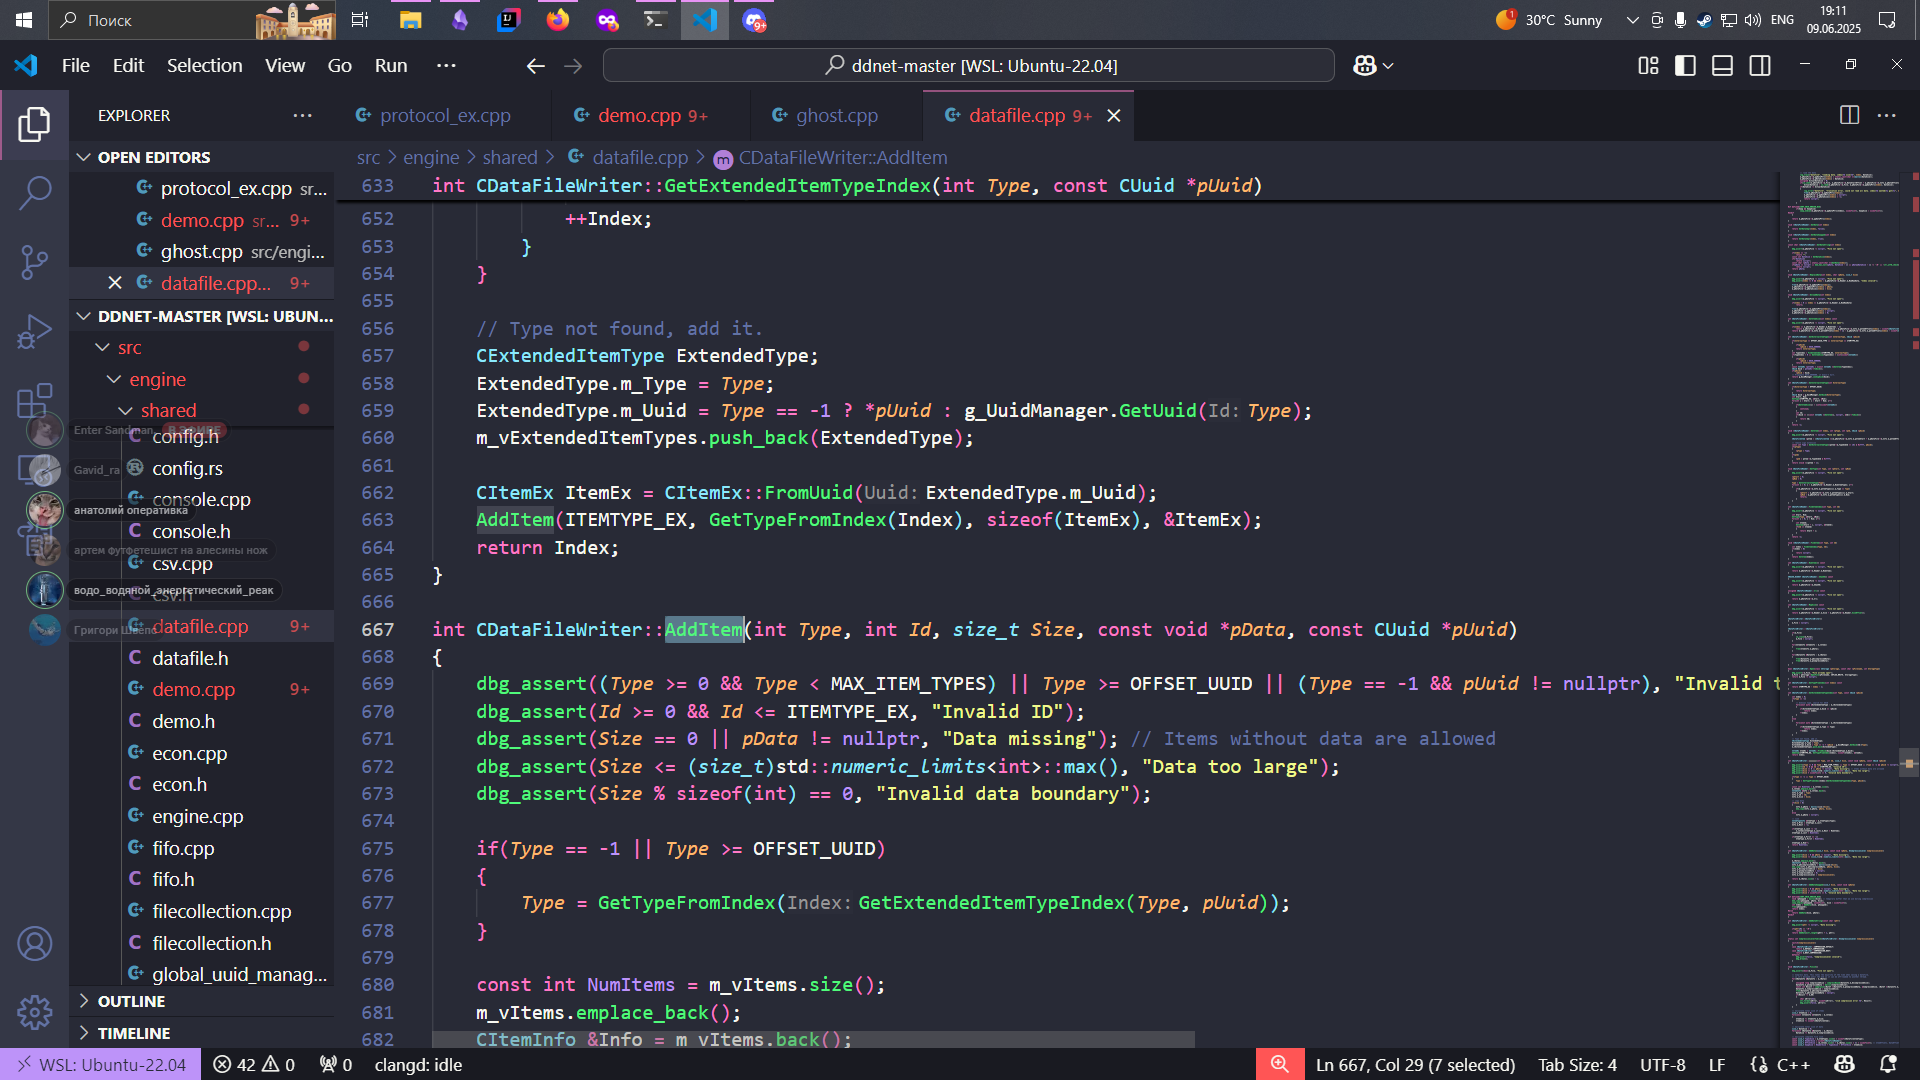 Поиск
9+
1
30°C Sunny
ENG
19:11
09.06.2025
File Edit Selection View Go Run ···
ddnet-master [WSL: Ubuntu-22.04]
EXPLORER
protocol_ex.cpp
demo.cpp 9+
ghost.cpp
datafile.cpp 9+
OPEN EDITORS
protocol_ex.cpp sr...
demo.cpp sr... 9+
ghost.cpp src/engi...
datafile.cpp... 9+
DDNET-MASTER [WSL: UBUN...
src
engine
shared
Enter Sandman_ В ЭФИРЕ
config.h
Gavid_ra
config.rs
console.cpp
анатолий оперативка
console.h
артем футфетешист на алесины нож
csv.cpp
водо_водяной_энергетический_реак
csv.h
Григори
datafile.cpp 9+
datafile.h
demo.cpp 9+
demo.h
econ.cpp
econ.h
engine.cpp
fifo.cpp
fifo.h
filecollection.cpp
filecollection.h
global_uuid_manag...
OUTLINE
TIMELINE
src > engine > shared > datafile.cpp > CDataFileWriter::AddItem
633 int CDataFileWriter::GetExtendedItemTypeIndex(int Type, const CUuid *pUuid)
652 ++Index;
653 }
654 }
655
656 // Type not found, add it.
657 CExtendedItemType ExtendedType;
658 ExtendedType.m_Type = Type;
659 ExtendedType.m_Uuid = Type == -1 ? *pUuid : g_UuidManager.GetUuid(Id: Type);
660 m_vExtendedItemTypes.push_back(ExtendedType);
661
662 CItemEx ItemEx = CItemEx::FromUuid(Uuid: ExtendedType.m_Uuid);
663 AddItem(ITEMTYPE_EX, GetTypeFromIndex(Index), sizeof(ItemEx), &ItemEx);
664 return Index;
665 }
666
667 int CDataFileWriter::AddItem(int Type, int Id, size_t Size, const void *pData, const CUuid *pUuid)
668 {
669 dbg_assert((Type >= 0 && Type < MAX_ITEM_TYPES) || Type >= OFFSET_UUID || (Type == -1 && pUuid != nullptr), "Invalid t
670 dbg_assert(Id >= 0 && Id <= ITEMTYPE_EX, "Invalid ID");
671 dbg_assert(Size == 0 || pData != nullptr, "Data missing"); // Items without data are allowed
672 dbg_assert(Size <= (size_t)std::numeric_limits<int>::max(), "Data too large");
673 dbg_assert(Size % sizeof(int) == 0, "Invalid data boundary");
674
675 if(Type == -1 || Type >= OFFSET_UUID)
676 {
677 Type = GetTypeFromIndex(Index: GetExtendedItemTypeIndex(Type, pUuid));
678 }
679
680 const int NumItems = m_vItems.size();
681 m_vItems.emplace_back();
682 CItemInfo &Info = m_vItems.back();
WSL: Ubuntu-22.04 42 0 0 clangd: idle
Ln 667, Col 29 (7 selected) Tab Size: 4 UTF-8 LF {} C++